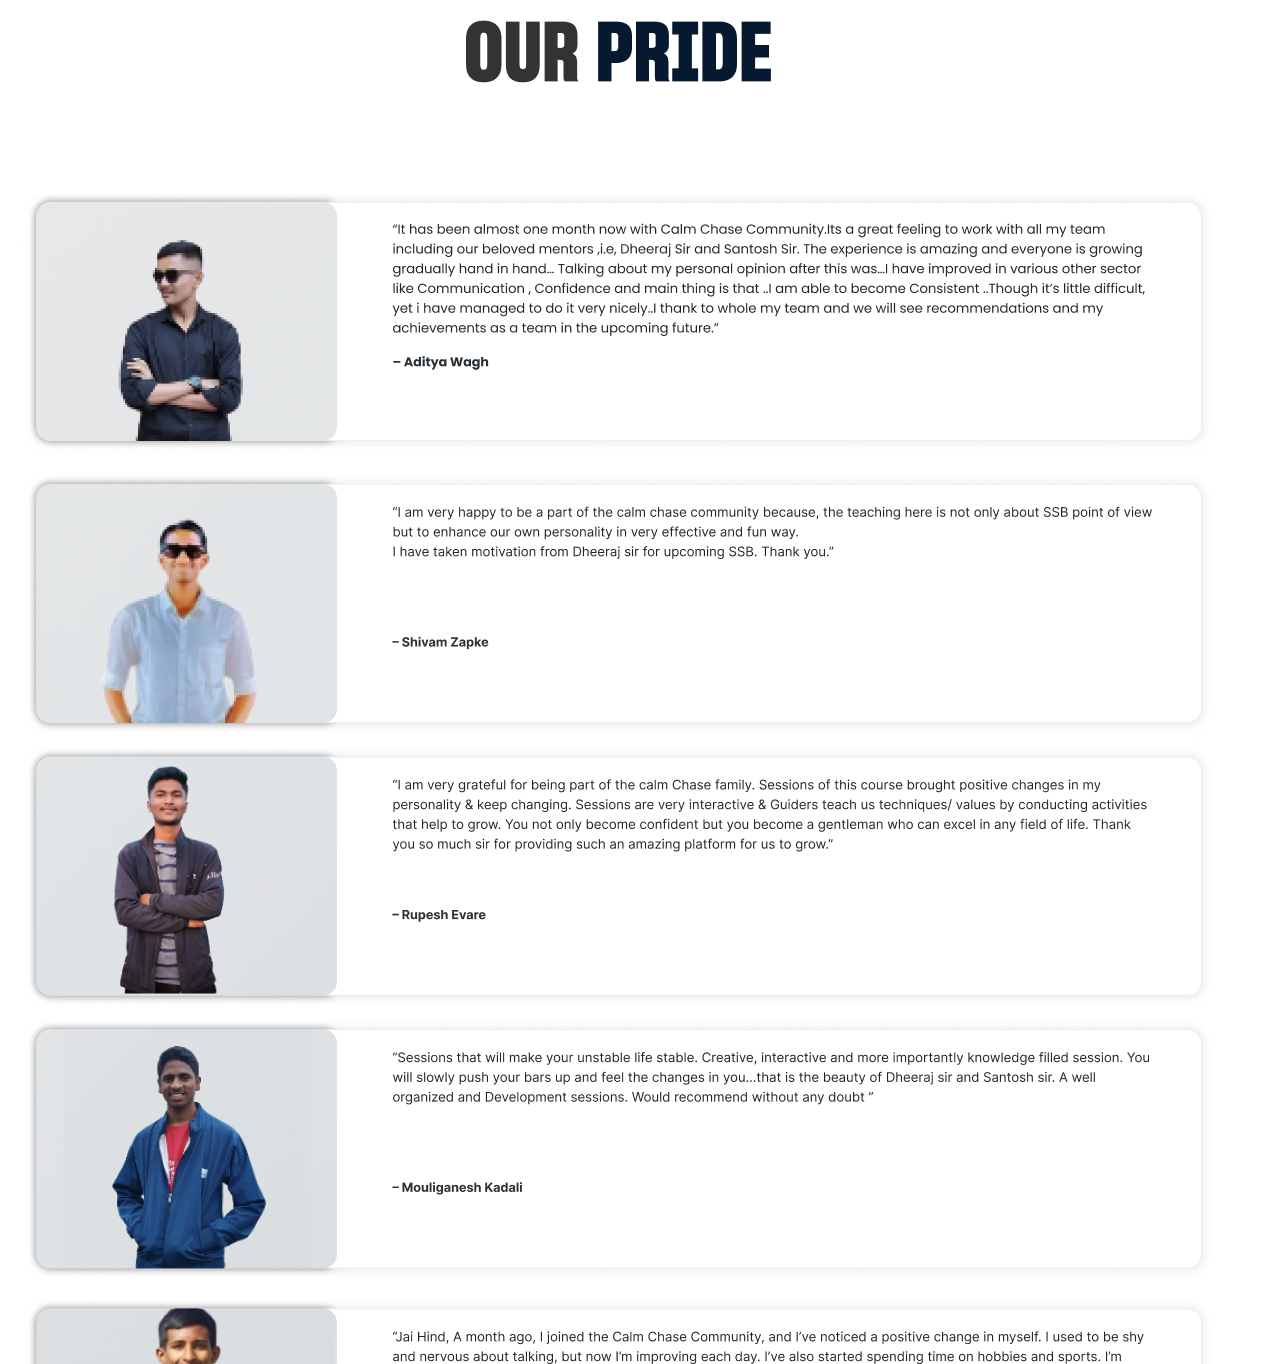 OUR PRIDE
“It has been almost one month now with Calm Chase Community.Its a great feeling to work with all my team
including our beloved mentors ,i.e, Dheeraj Sir and Santosh Sir. The experience is amazing and everyone is growing
gradually hand in hand… Talking about my personal opinion after this was…I have improved in various other sector
like Communication , Confidence and main thing is that ..I am able to become Consistent ..Though it’s little difficult,
yet i have managed to do it very nicely..I thank to whole my team and we will see recommendations and my
achievements as a team in the upcoming future.”
– Aditya Wagh
“I am very happy to be a part of the calm chase community because, the teaching here is not only about SSB point of view
but to enhance our own personality in very effective and fun way.
I have taken motivation from Dheeraj sir for upcoming SSB. Thank you.”
– Shivam Zapke
“I am very grateful for being part of the calm Chase family. Sessions of this course brought positive changes in my
personality & keep changing. Sessions are very interactive & Guiders teach us techniques/ values by conducting activities
that help to grow. You not only become confident but you become a gentleman who can excel in any field of life. Thank
you so much sir for providing such an amazing platform for us to grow.”
– Rupesh Evare
“Sessions that will make your unstable life stable. Creative, interactive and more importantly knowledge filled session. You
will slowly push your bars up and feel the changes in you…that is the beauty of Dheeraj sir and Santosh sir. A well
organized and Development sessions. Would recommend without any doubt ”
– Mouliganesh Kadali
“Jai Hind, A month ago, I joined the Calm Chase Community, and I’ve noticed a positive change in myself. I used to be shy
and nervous about talking, but now I’m improving each day. I’ve also started spending time on hobbies and sports. I’m